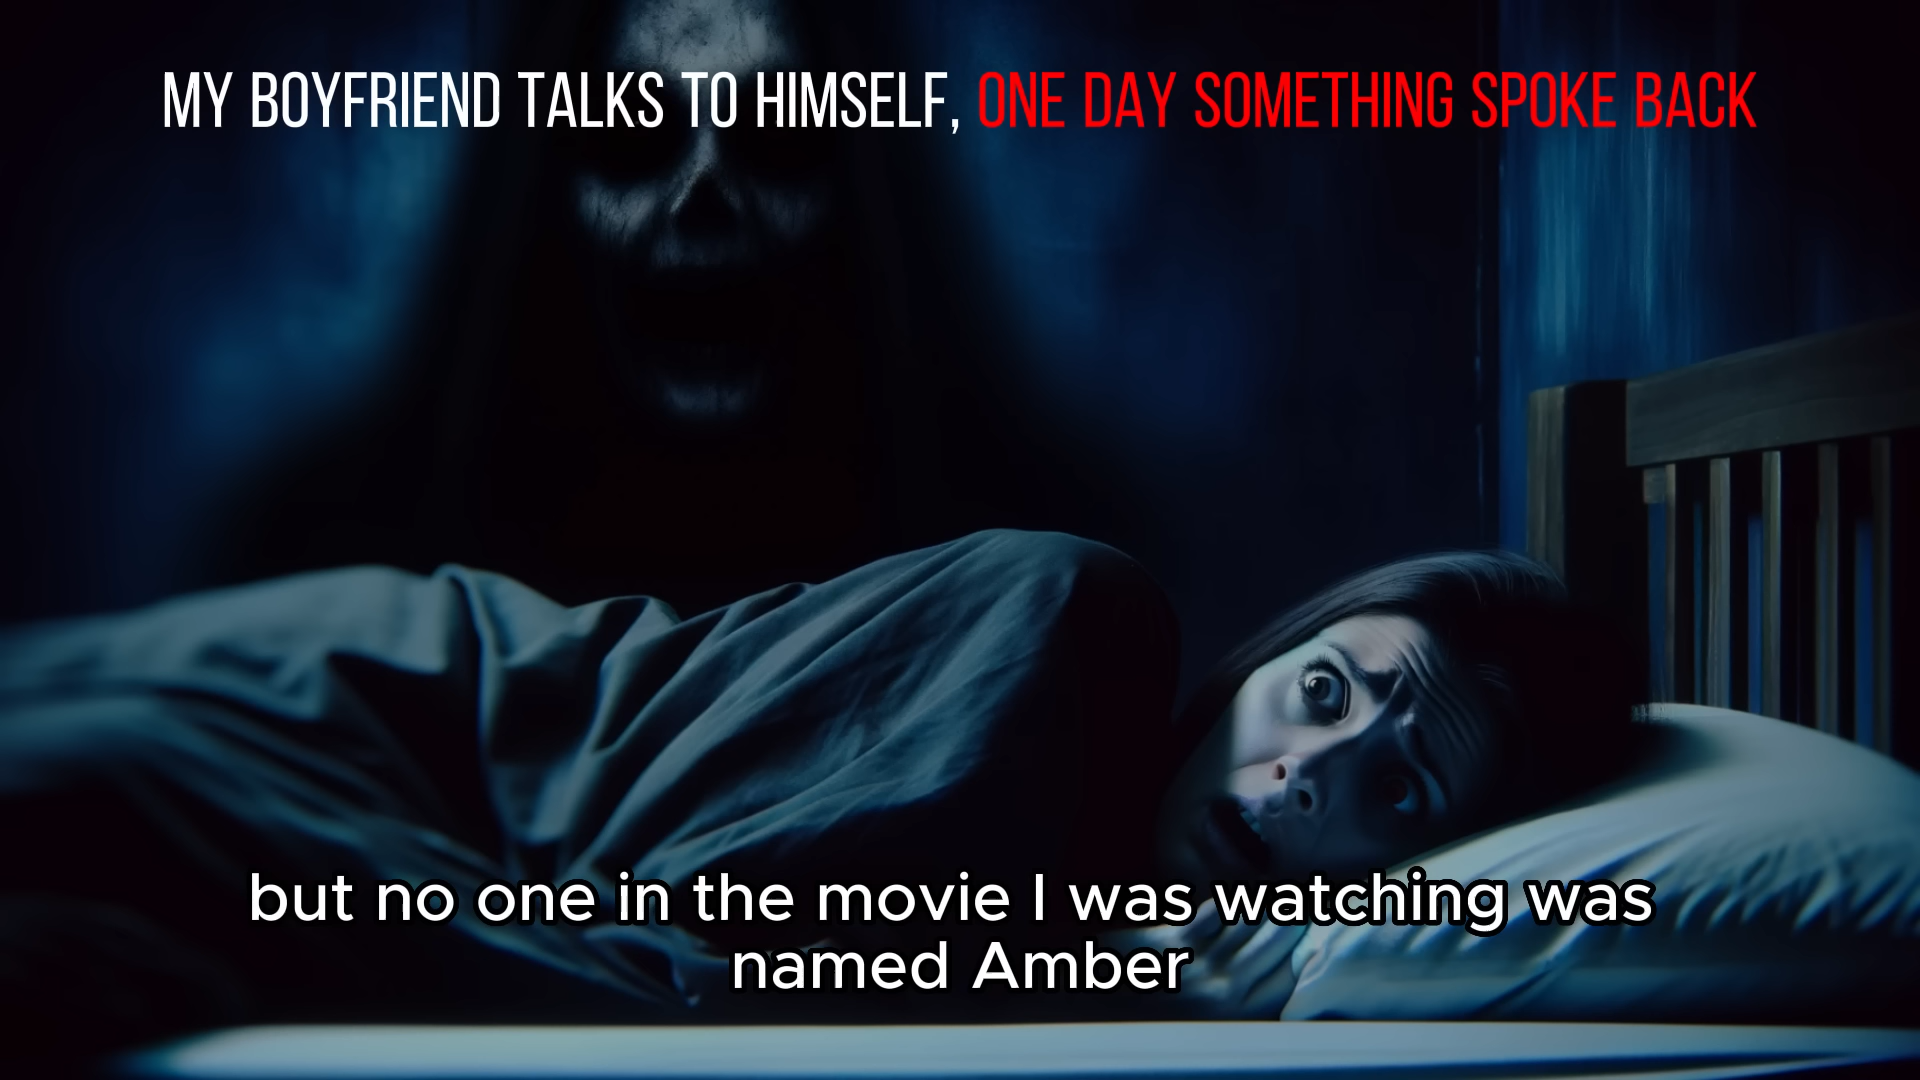 MY BOYFRIEND TALKS TO HIMSELF, ONE DAY SOMETHING SPOKE BACK
but no one in the movie I was watching was
named Amber